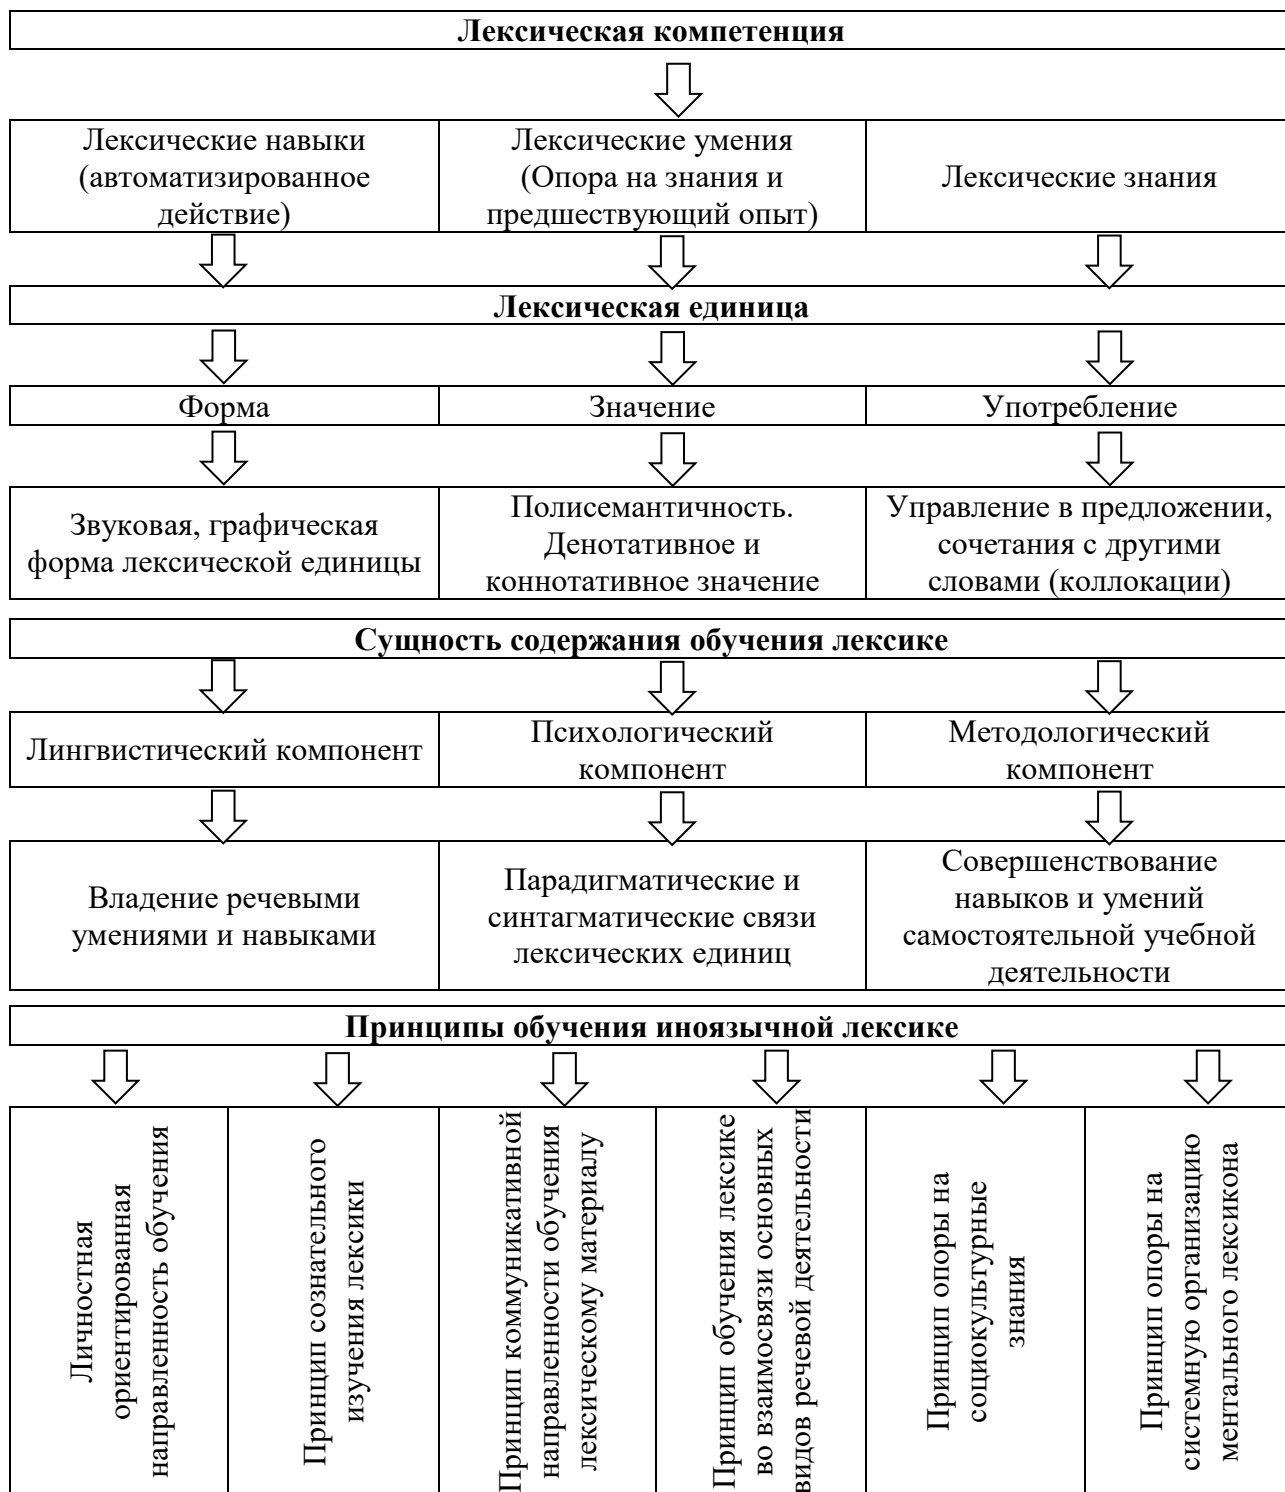 Лексическая компетенция
Лексические навыки
(автоматизированное
действие)
Лексические умения
(Опора на знания и
предшествующий опыт)
Лексические знания
Лексическая единица
Форма
Значение
Употребление
Звуковая, графическая
форма лексической единицы
Полисемантичность.
Денотативное и
коннотативное значение
Управление в предложении,
сочетания с другими
словами (коллокации)
Сущность содержания обучения лексике
Лингвистический компонент
Психологический
компонент
Методологический
компонент
Владение речевыми
умениями и навыками
Парадигматические и
синтагматические связи
лексических единиц
Совершенствование
навыков и умений
самостоятельной учебной
деятельности
Принципы обучения иноязычной лексике
Личностная
ориентированная
направленность обучения
Принцип сознательного
изучения лексики
Принцип коммуникативной
направленности обучения
лексическому материалу
Принцип обучения лексике
во взаимосвязи основных
видов речевой деятельности
Принцип опоры на
социокультурные
знания
Принцип опоры на
системную организацию
ментального лексикона